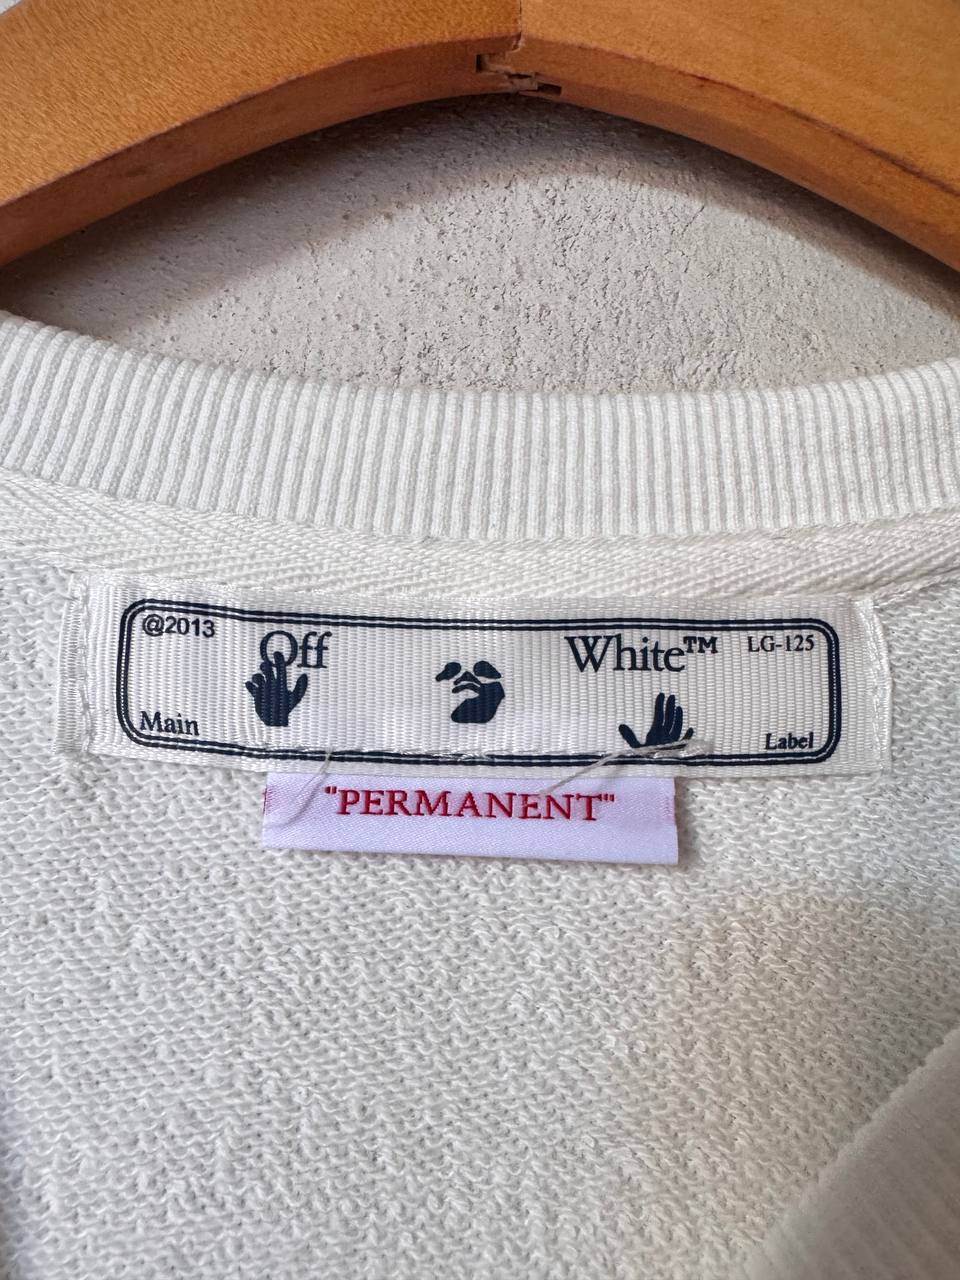 @2013
Off
White™
LG-125
Main
Label
"PERMANENT"